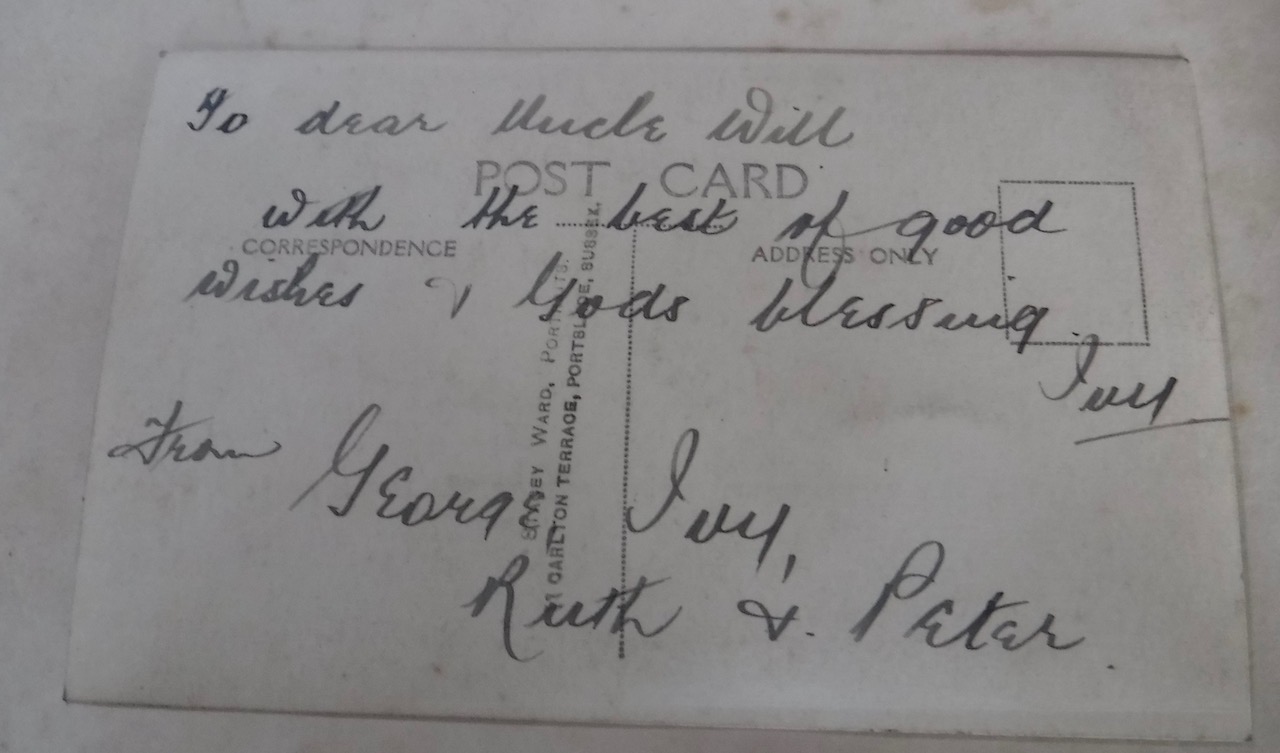 To dear Uncle Will
POST CARD
with the best of good
CORRESPONDENCE
ADDRESS ONLY
wishes & Gods blessing.
Ivy
From George, Ivy,
Ruth &. Peter.
WARD,
CARLTON TERRACE, PORTSLADE, SUSSEX.